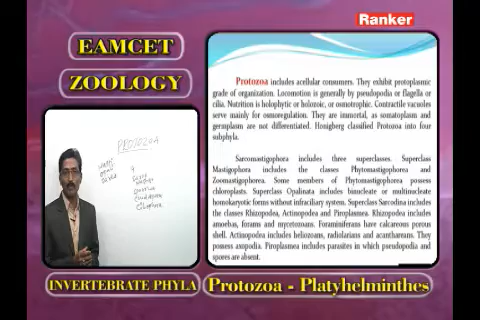 Ranker
EAMCET
ZOOLOGY
PROTOZOA
Protozoa includes acellular consumers. They exhibit protoplasmic
grade of organization. Locomotion is generally by pseudopodia or flagella or
cilia. Nutrition is holophytic or holozoic, or osmotrophic. Contractile vacuoles
serve mainly for osmoregulation. They are immortal, as somatoplasm and
germplasm are not differentiated. Honigberg classified Protozoa into four
subphyla.
Sarcomastigophora includes three superclasses. Superclass
Mastigophora includes the classes Phytomastigophorea and
Zoomastigophorea. Some members of Phytomastigophorea possess
chloroplasts. Superclass Opalinata includes binucleate or multinucleate
homokaryotic forms without infraciliary system. Superclass Sarcodina includes
the classes Rhizopodea, Actinopodea and Piroplasmea. Rhizopodea includes
amoebas, forams and mycetomoans. Foraminiferans have calcareous porous
shell. Actinopodea includes heliozoans, radiolarians and acanthareans. They
possess axopodia. Piroplasmea includes parasites in which pseudopodia and
spores are absent.
INVERTEBRATE PHYLA
Protozoa - Platyhelminthes